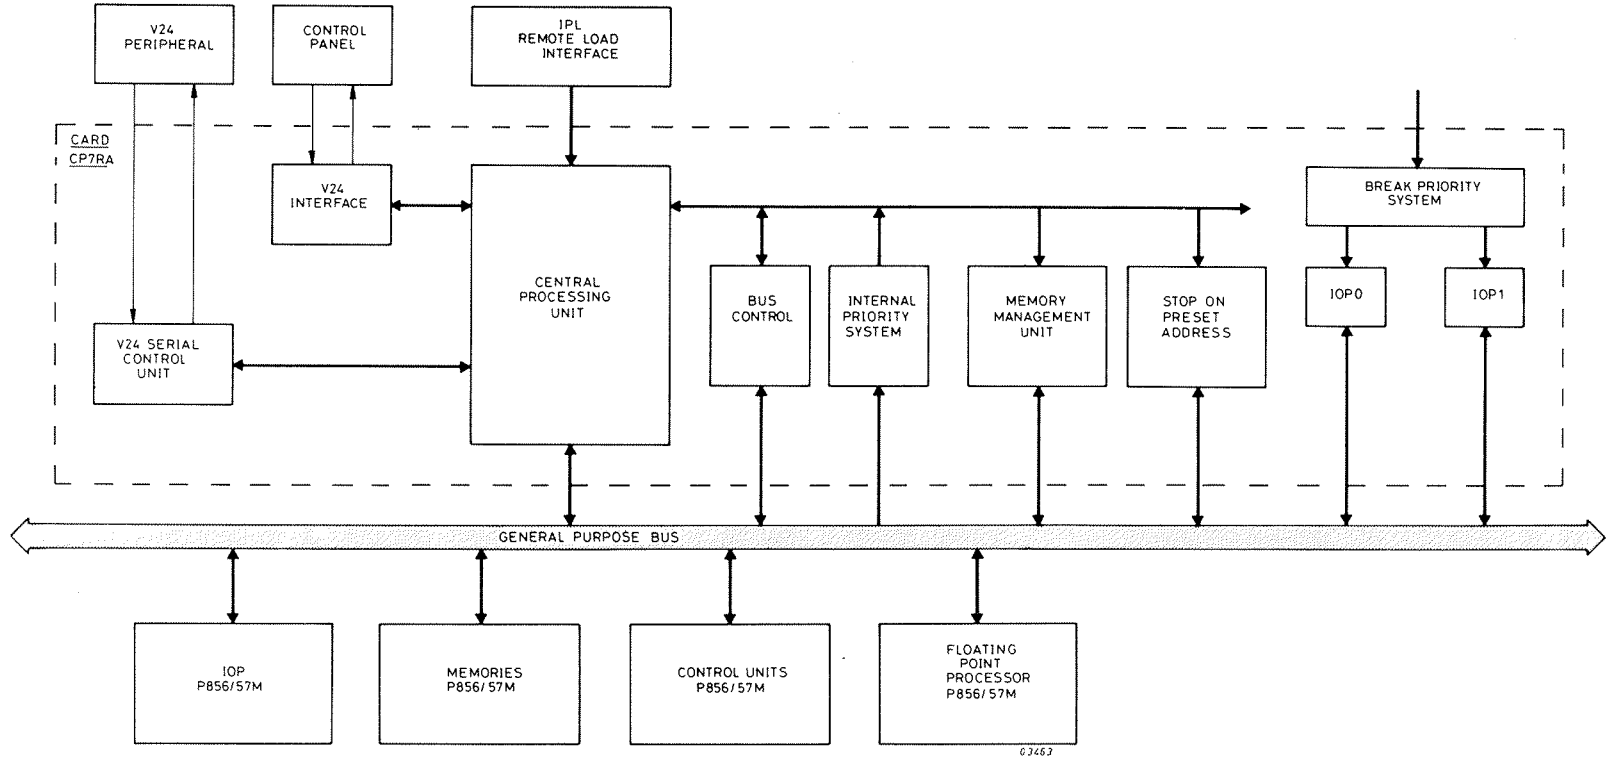 V24
PERIPHERAL
CONTROL
PANEL
IPL
REMOTE LOAD
INTERFACE
CARD
CP7RA
V24
INTERFACE
BREAK PRIORITY
SYSTEM
CENTRAL
PROCESSING
UNIT
BUS
CONTROL
INTERNAL
PRIORITY
SYSTEM
MEMORY
MANAGEMENT
UNIT
STOP ON
PRESET
ADDRESS
IOP0
IOP1
V24 SERIAL
CONTROL
UNIT
GENERAL PURPOSE BUS
IOP
P856/57M
MEMORIES
P856/57M
CONTROL UNITS
P856/57M
FLOATING
POINT
PROCESSOR
P856/57M
03463